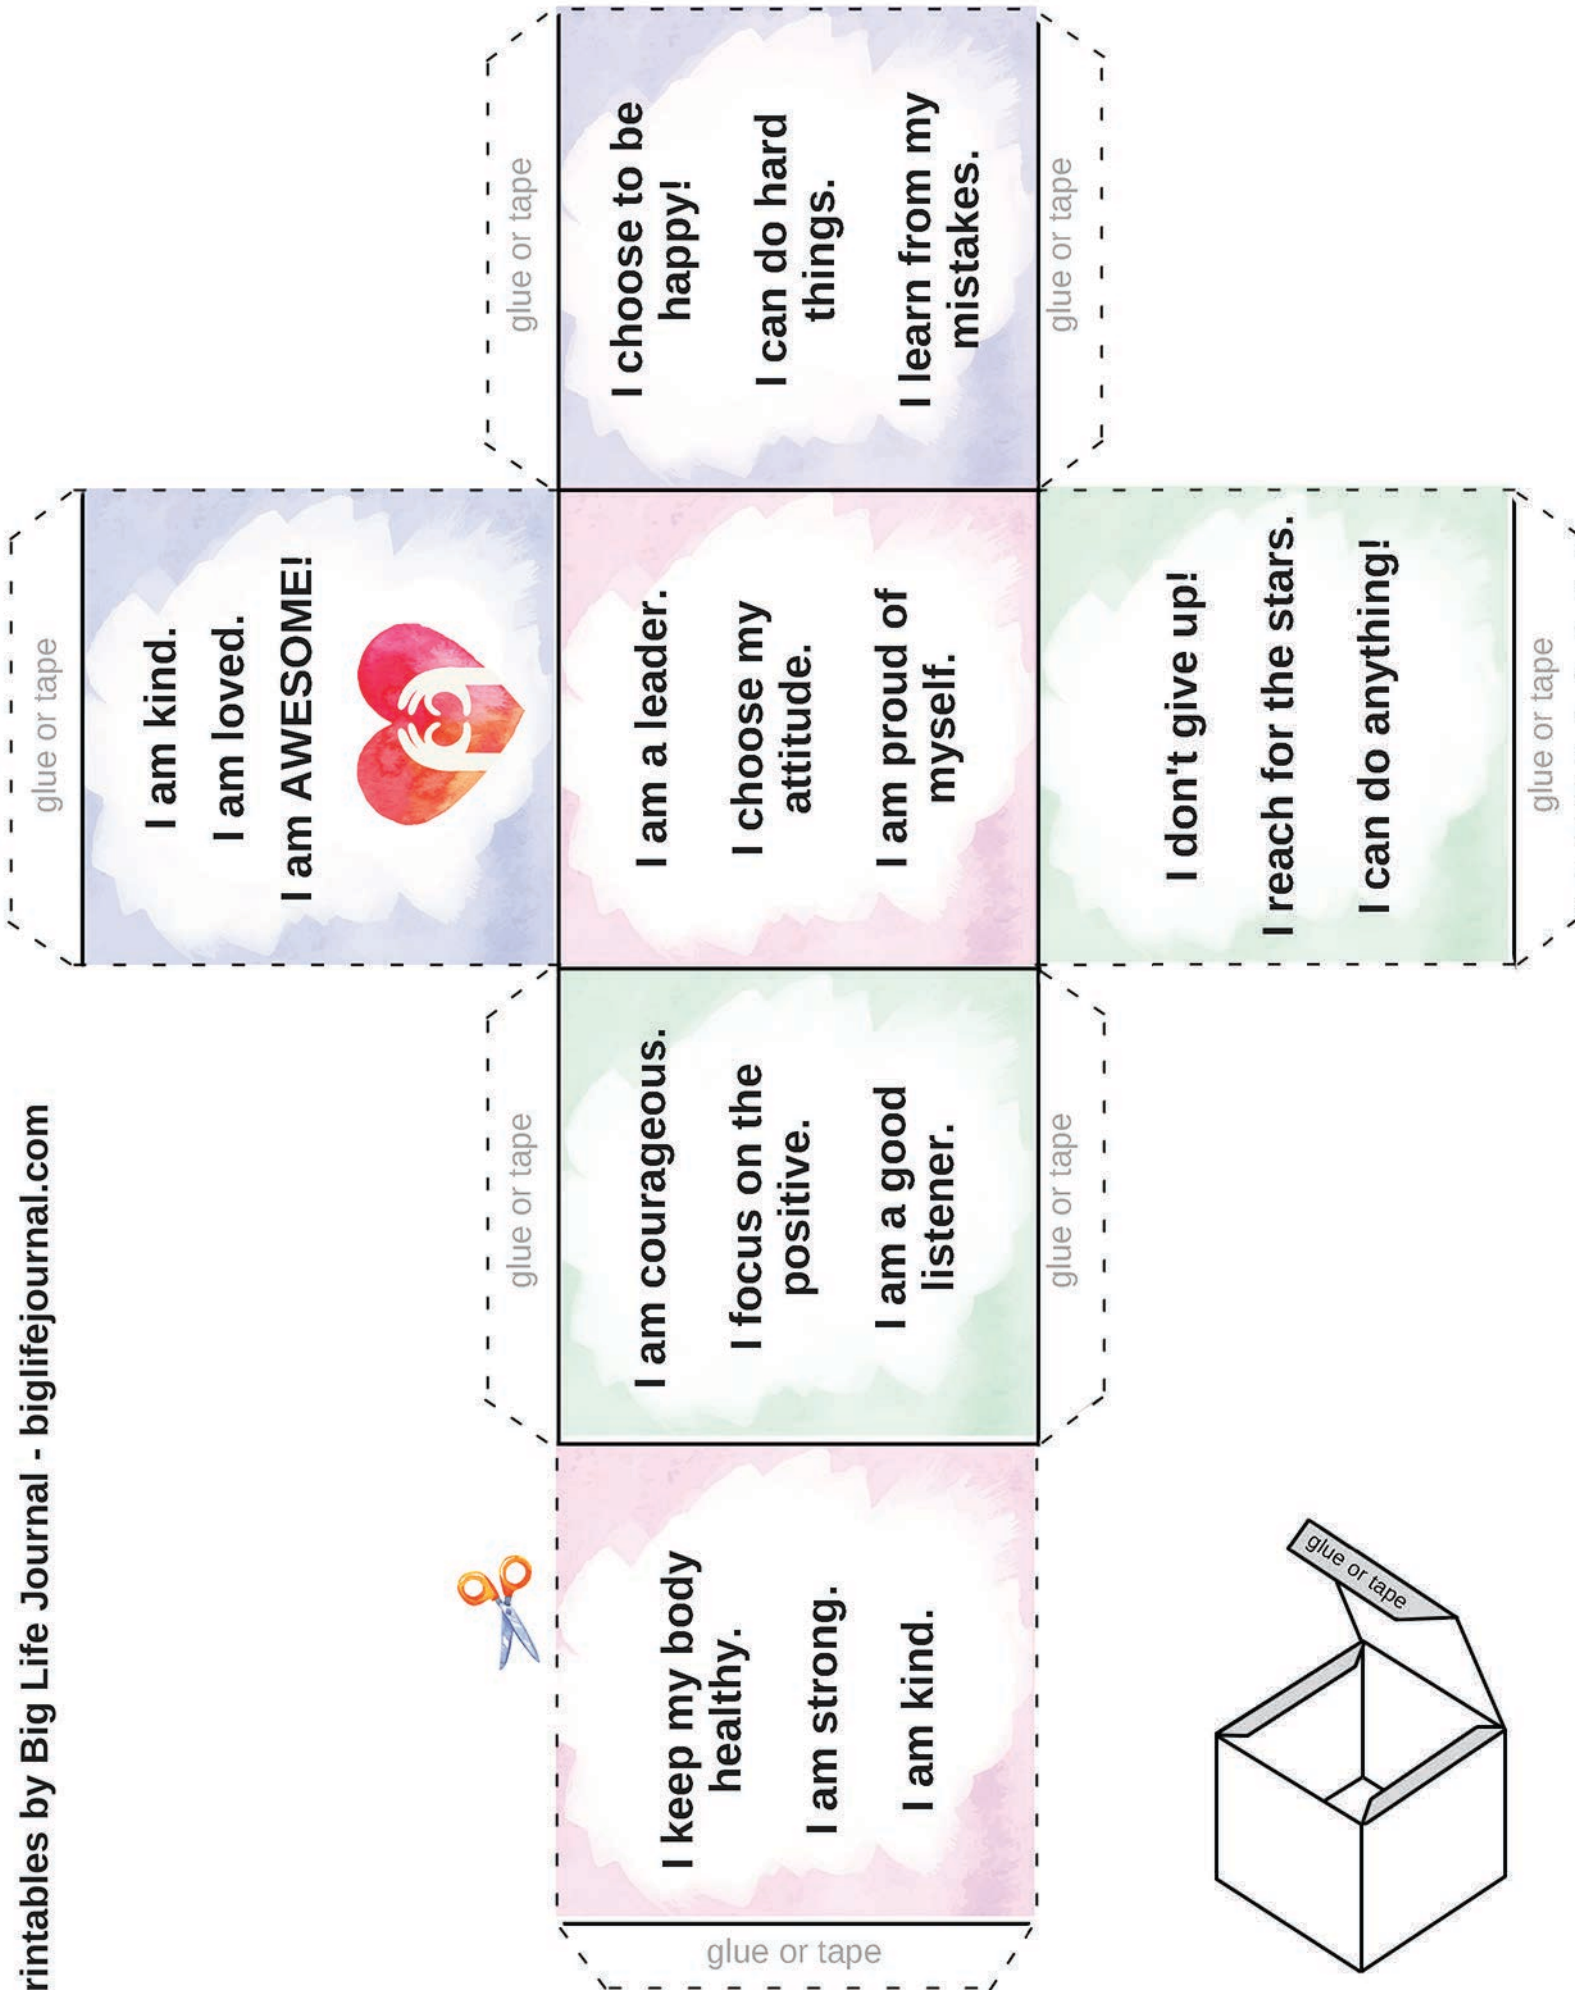 rintables by Big Life Journal - biglifejournal.com
glue or tape
I am kind.
I am loved.
I am AWESOME!
glue or tape
glue or tape
glue or tape
I keep my body
healthy.
I am strong.
I am kind.
I am courageous.
I focus on the
positive.
I am a good
listener.
I am a leader.
I choose my
attitude.
I am proud of
myself.
I choose to be
happy!
I can do hard
things.
I learn from my
mistakes.
glue or tape
glue or tape
I don't give up!
I reach for the stars.
I can do anything!
glue or tape
glue or tape